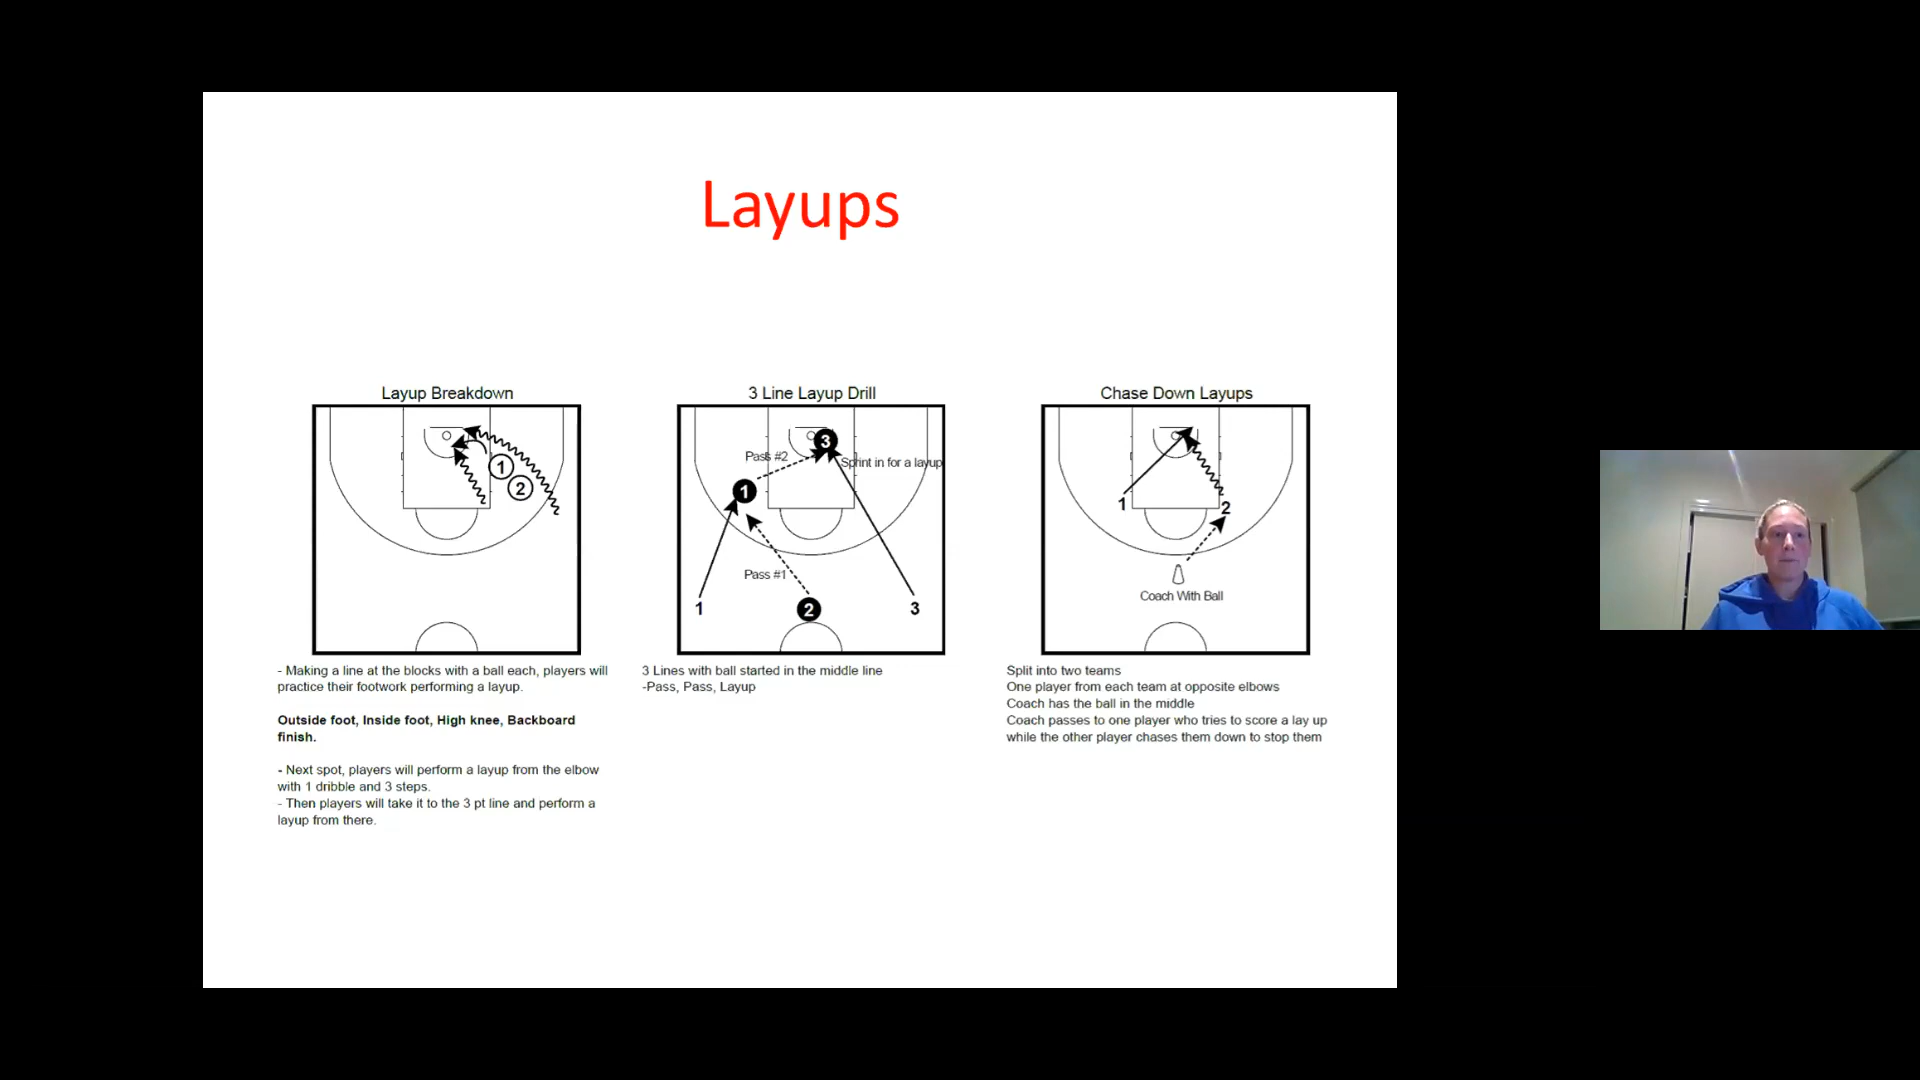 Layups
Layup Breakdown
1
2
- Making a line at the blocks with a ball each, players will
practice their footwork performing a layup.
Outside foot, Inside foot, High knee, Backboard
finish.
- Next spot, players will perform a layup from the elbow
with 1 dribble and 3 steps.
- Then players will take it to the 3 pt line and perform a
layup from there.
3 Line Layup Drill
3
Pass #2
Sprint in for a layup
1
Pass #1
1
2
3
3 Lines with ball started in the middle line
-Pass, Pass, Layup
Chase Down Layups
1
2
Coach With Ball
Split into two teams
One player from each team at opposite elbows
Coach has the ball in the middle
Coach passes to one player who tries to score a lay up
while the other player chases them down to stop them